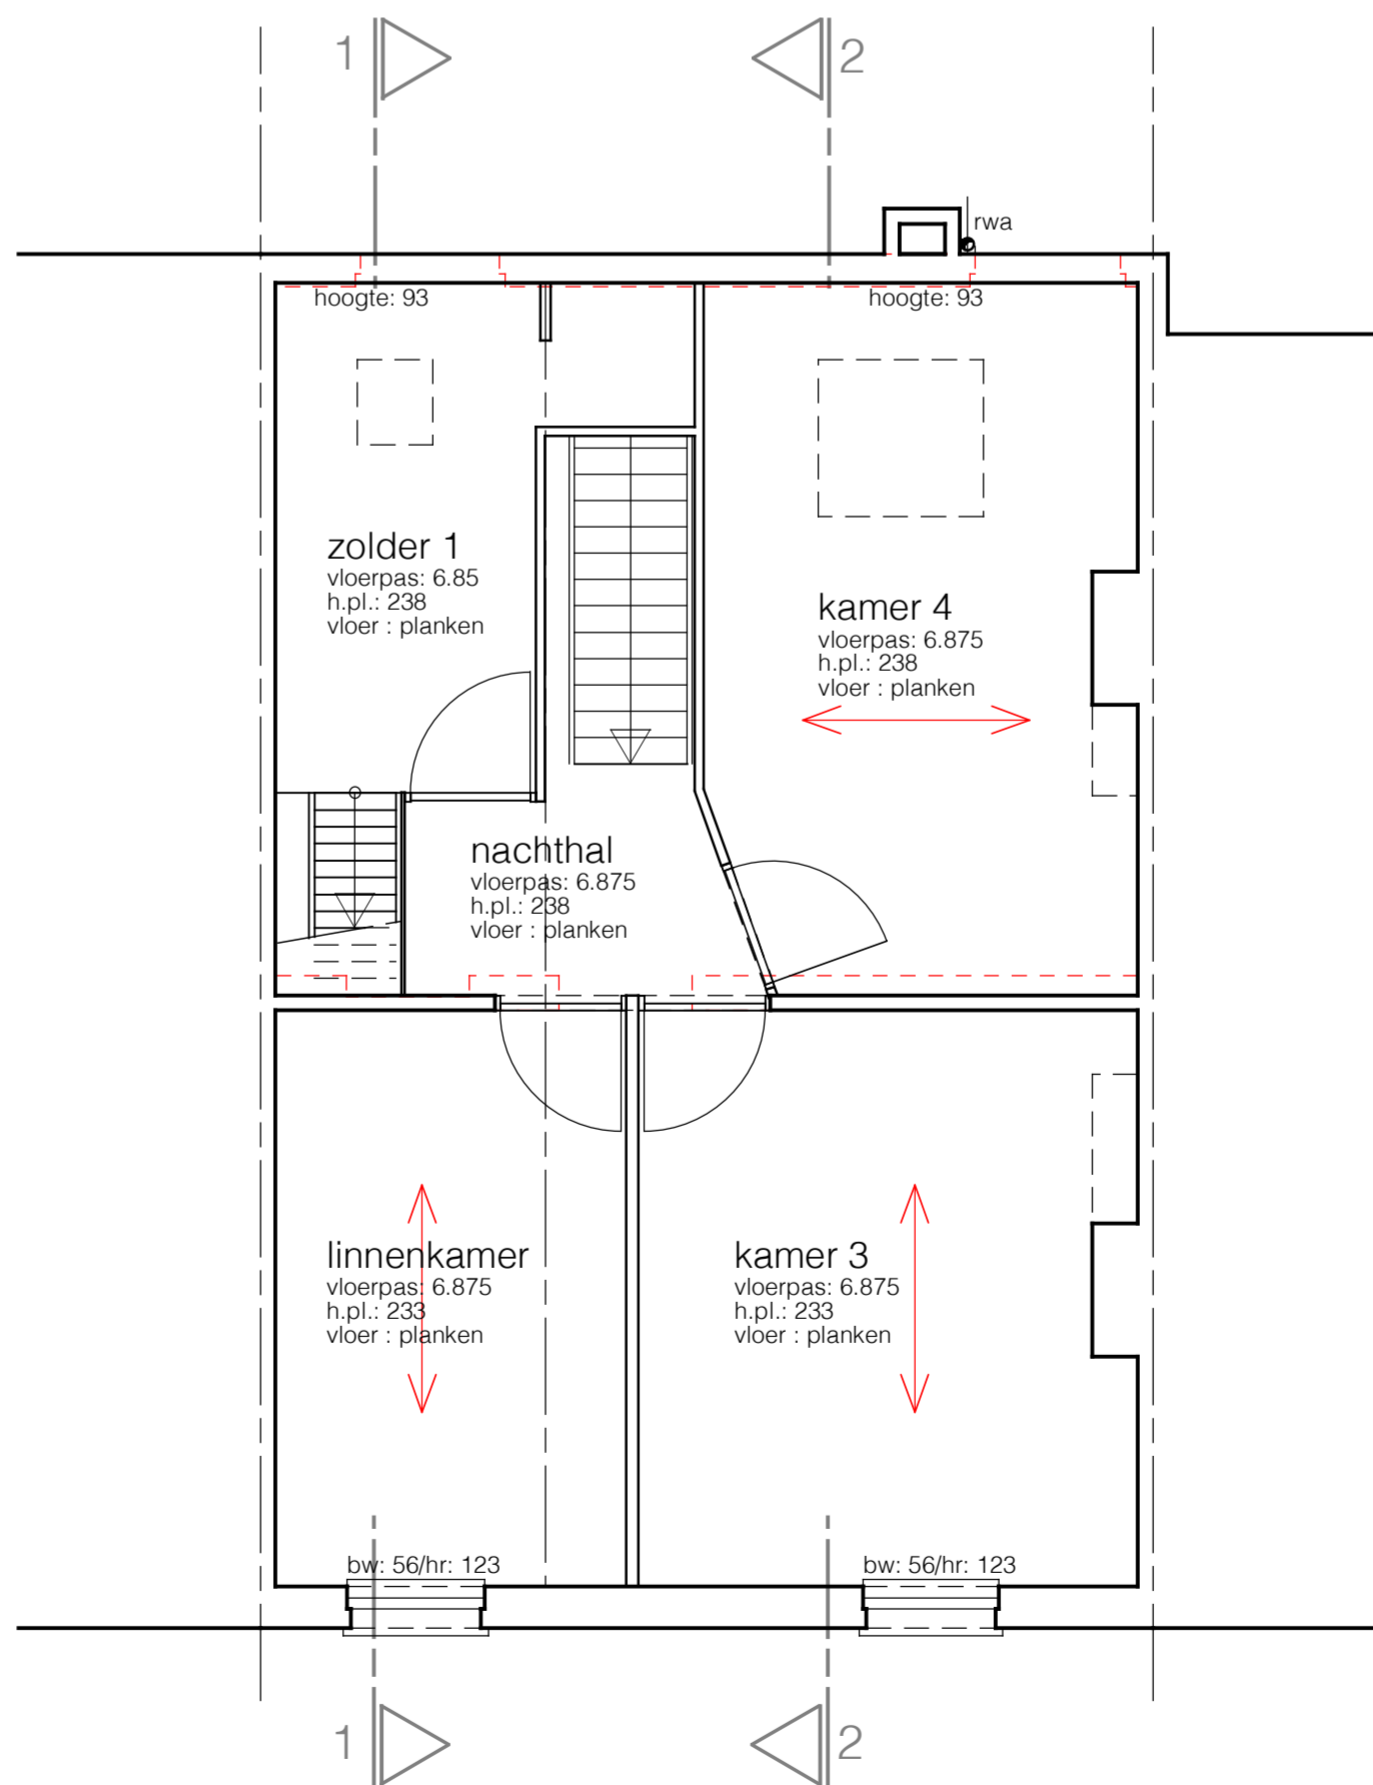 1
2
rwa
hoogte: 93
hoogte: 93
zolder 1
vloerpas: 6.85
h.pl.: 238
vloer : planken
kamer 4
vloerpas: 6.875
h.pl.: 238
vloer : planken
nachthal
vloerpas: 6.875
h.pl.: 238
vloer : planken
linnenkamer
vloerpas: 6.875
h.pl.: 233
vloer : planken
kamer 3
vloerpas: 6.875
h.pl.: 233
vloer : planken
bw: 56/hr: 123
bw: 56/hr: 123
1
2